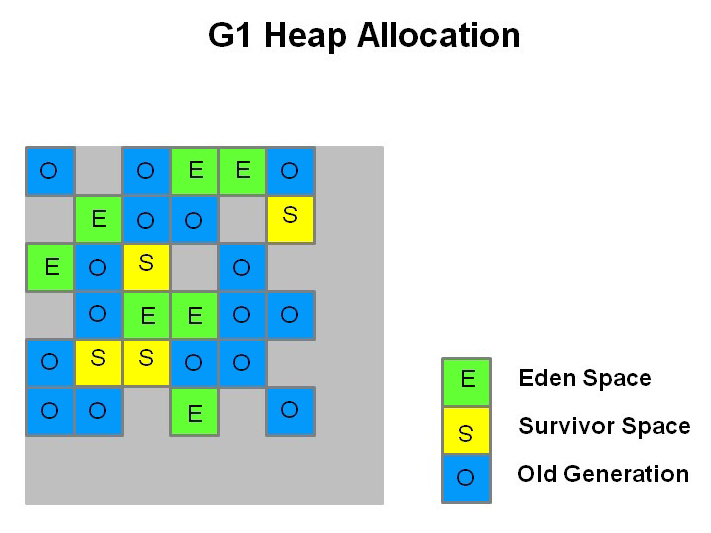 G1 Heap Allocation
O O E E O
E O O S
E O S O
O E E O O
O S S O O
O O E O
E Eden Space
S Survivor Space
O Old Generation